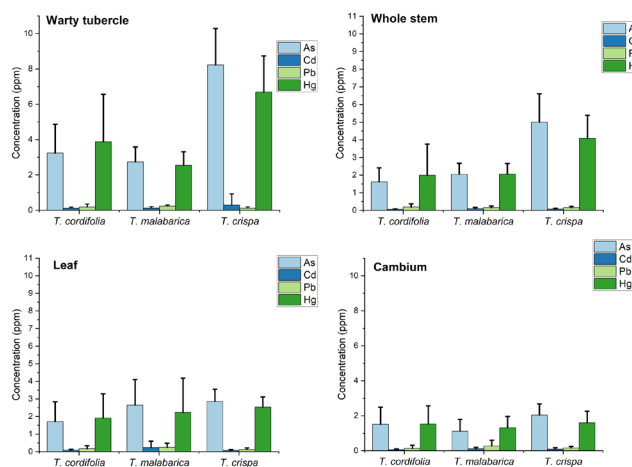 Warty tubercle
Concentration (ppm)
10
8
6
4
2
0
As
Cd
Pb
Hg
T. cordifolia T. malabarica T. crispa
Whole stem
Concentration (ppm)
11
10
9
8
7
6
5
4
3
2
1
0
Cd
Pb
Hg
T. cordifolia T. malabarica T. crispa
Leaf
Concentration (ppm)
11
10
9
8
7
6
5
4
3
2
1
0
As
Cd
Pb
Hg
T. cordifolia T. malabarica T. crispa
Cambium
Concentration (ppm)
10
8
6
4
2
0
As
Cd
Pb
Hg
T. cordifolia T. malabarica T. crispa